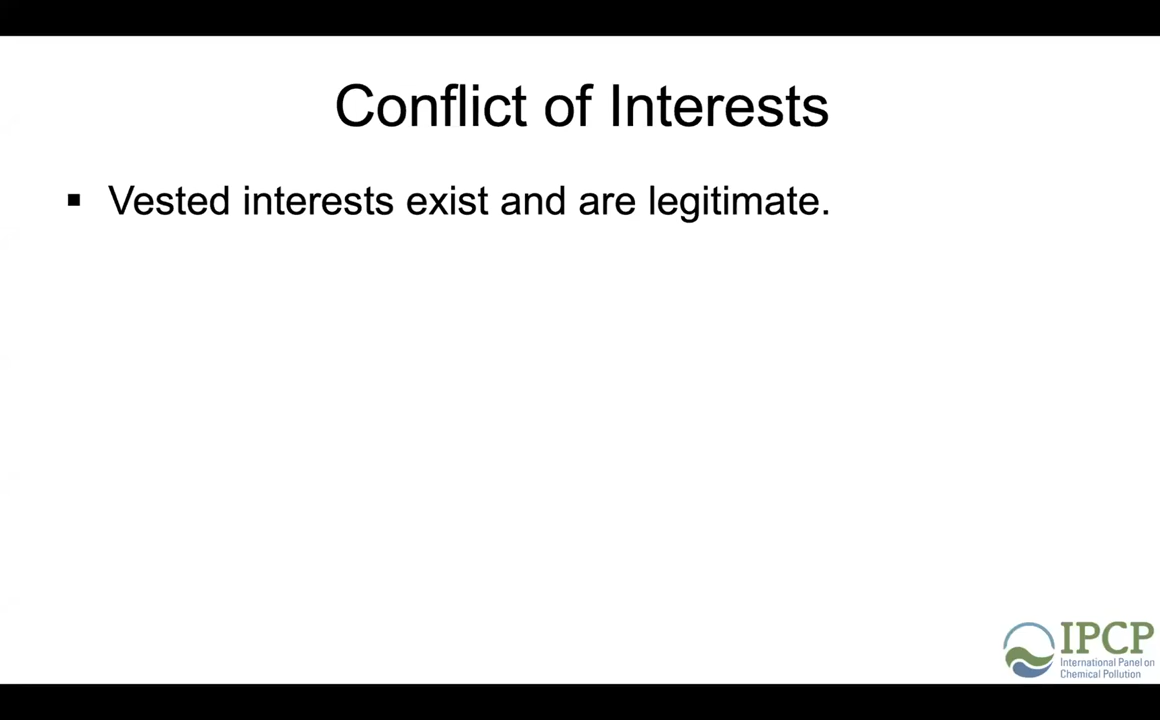 Conflict of Interests
▪ Vested interests exist and are legitimate.
IPCP
International Panel on
Chemical Pollution